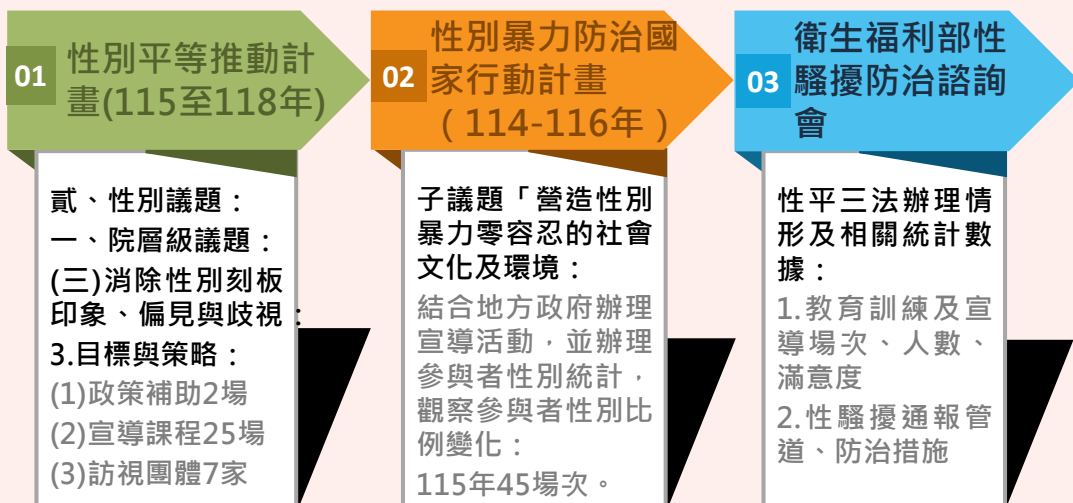 01
性別平等推動計
畫(115至118年)
貳、性別議題：
一、院層級議題：
(三)消除性別刻板
印象、偏見與歧視：
3.目標與策略：
(1)政策補助2場
(2)宣導課程25場
(3)訪視團體7家
02
性別暴力防治國
家行動計畫
（114-116年）
子議題「營造性別
暴力零容忍的社會
文化及環境：
結合地方政府辦理
宣導活動，並辦理
參與者性別統計，
觀察參與者性別比
例變化：
115年45場次。
03
衛生福利部性
騷擾防治諮詢
會
性平三法辦理情
形及相關統計數
據：
1.教育訓練及宣
導場次、人數、
滿意度
2.性騷擾通報管
道、防治措施